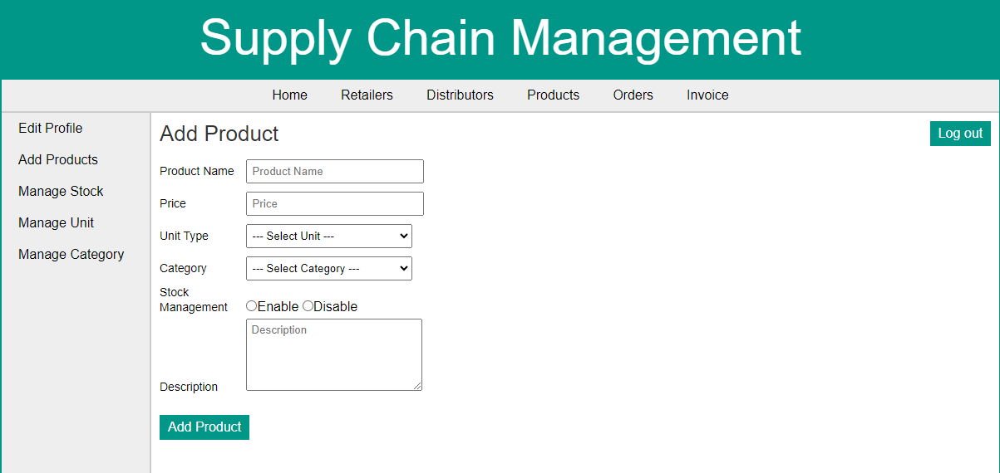 Supply Chain Management
Home Retailers Distributors Products Orders Invoice
Edit Profile
Add Products
Manage Stock
Manage Unit
Manage Category
Add Product
Log out
Product Name Product Name
Price Price
Unit Type --- Select Unit ---
Category --- Select Category ---
Stock
Management Enable Disable
Description
Description
Add Product